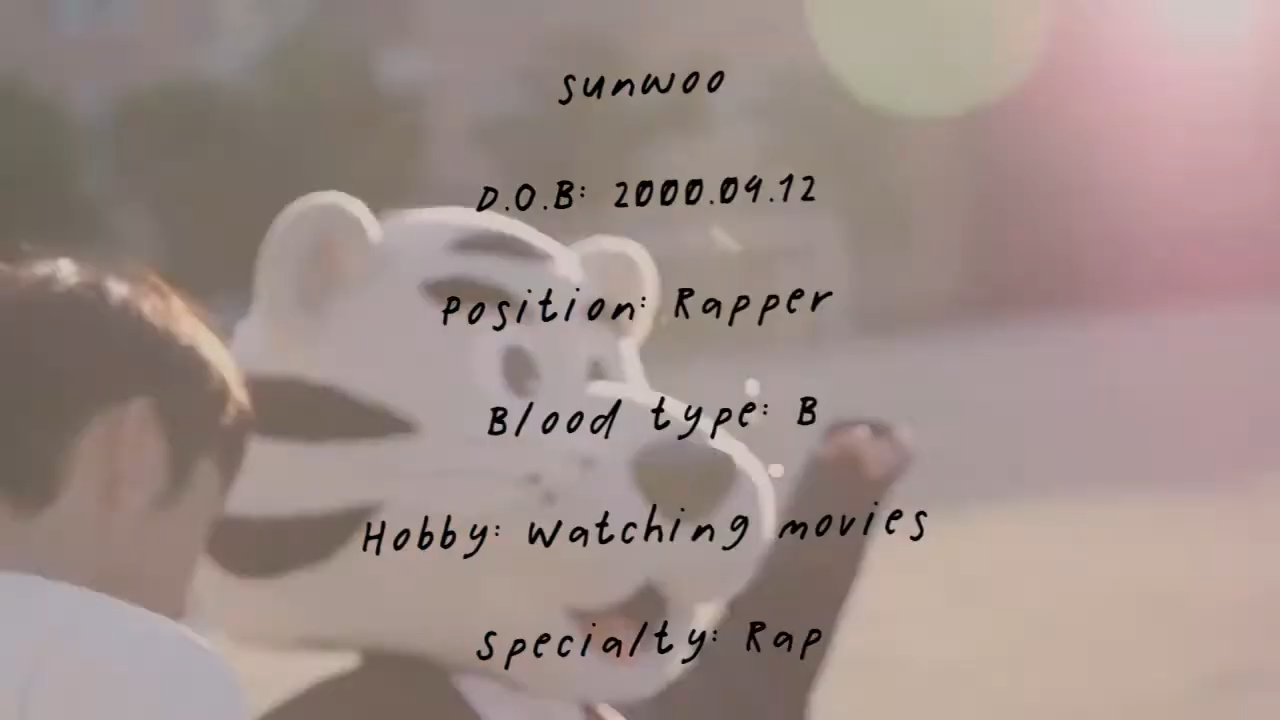 sunwoo
D.O.B: 2000.04.12
Position: Rapper
Blood type: B
Hobby: Watching movies
Specialty: Rap